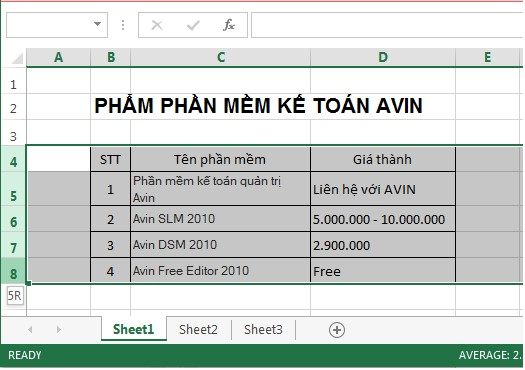 fx
A B C D E
1
2 PHẨM PHẦN MỀM KẾ TOÁN AVIN
3
4 STT Tên phần mềm Giá thành
Phần mềm kế toán quản trị
5 1 Avin Liên hệ với AVIN
6 2 Avin SLM 2010 5.000.000 - 10.000.000
7 3 Avin DSM 2010 2.900.000
8 4 Avin Free Editor 2010 Free
5R
Sheet1 Sheet2 Sheet3
READY AVERAGE: 2.